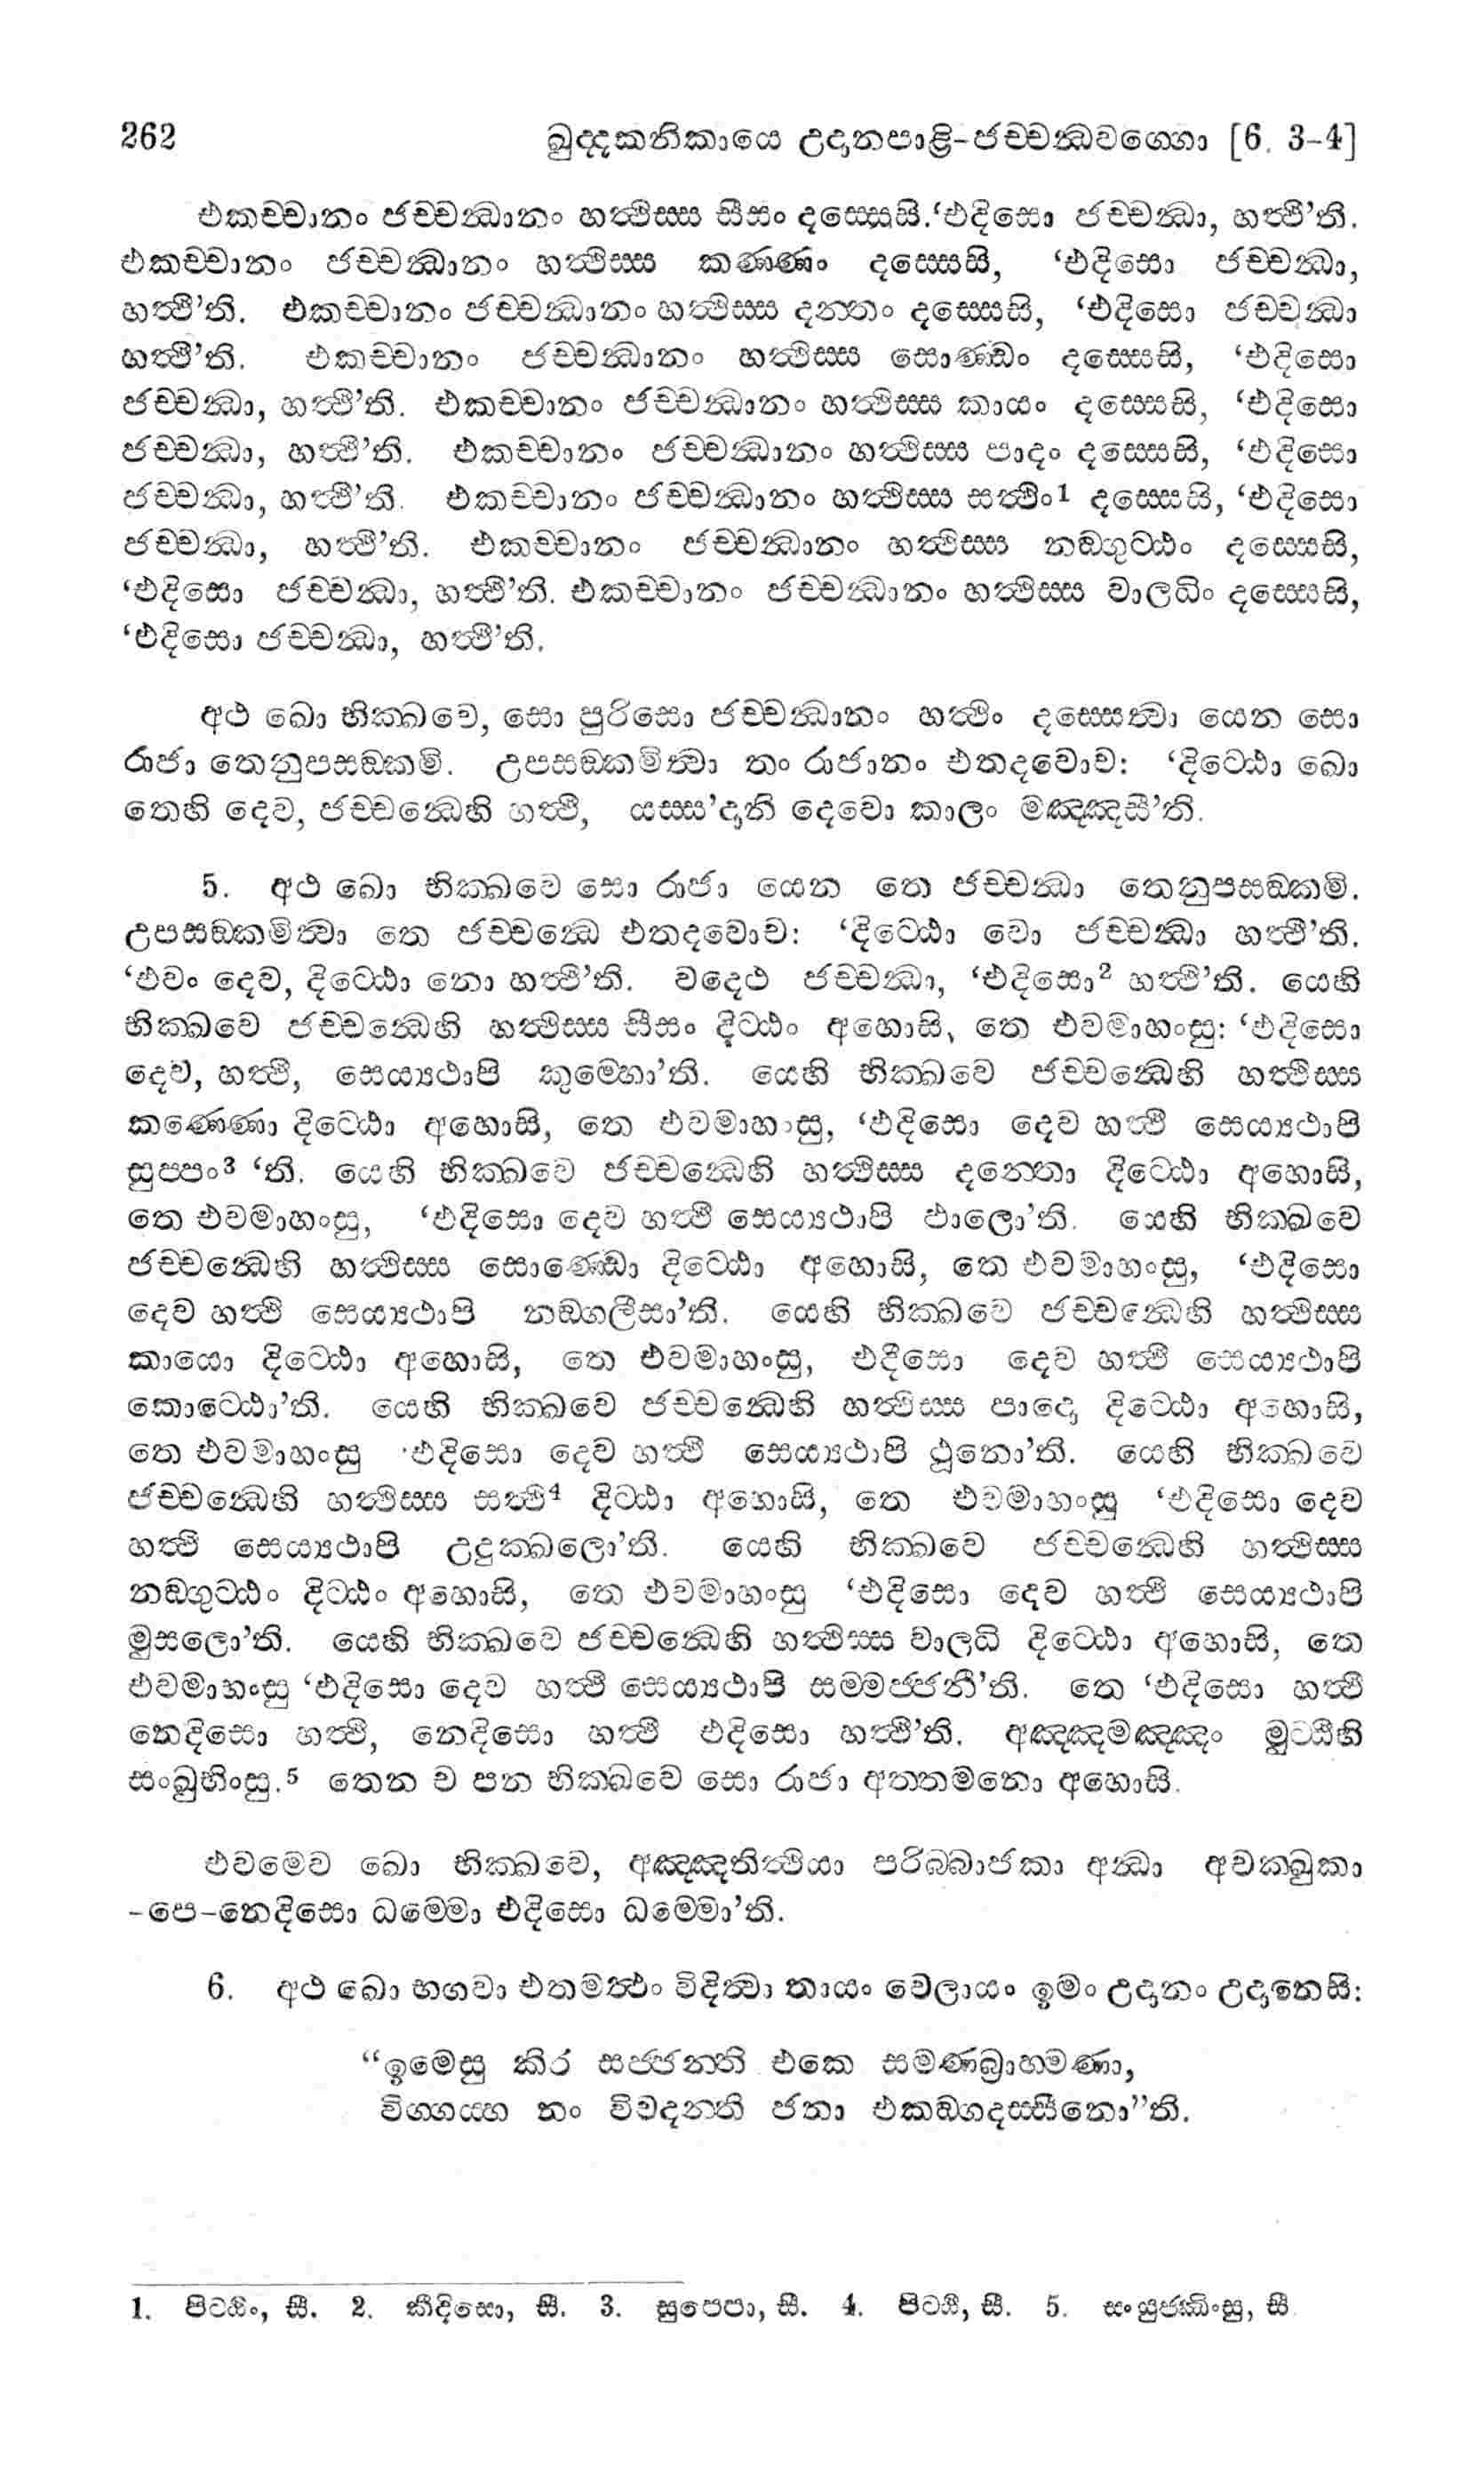 262 ඛුද්දකනිකායෙ උදානපාළි-ජච්චන්ධවග්ගො [6. 3-4]
එකච්චානං ජච්චන්ධානං හත්ථිස්ස සීසං දස්සෙසි.‘එදිසො ජච්චන්ධා, හත්ථී’ති.
එකච්චානං ජච්චන්ධානං හත්ථිස්ස කණ්ණං දස්සෙසි, ‘එදිසො ජච්චන්ධා,
හත්ථී’ති. එකච්චානං ජච්චන්ධානං හත්ථිස්ස දන්තං දස්සෙසි, ‘එදිසො ජච්චන්ධා
හත්ථී’ති. එකච්චානං ජච්චන්ධානං හත්ථිස්ස සොණ්ඩං දස්සෙසි, ‘එදිසො
ජච්චන්ධා, හත්ථී’ති. එකච්චානං ජච්චන්ධානං හත්ථිස්ස කායං දස්සෙසි, ‘එදිසො
ජච්චන්ධා, හත්ථී’ති. එකච්චානං ජච්චන්ධානං හත්ථිස්ස පාදං දස්සෙසි, ‘එදිසො
ජච්චන්ධා, හත්ථී’ති. එකච්චානං ජච්චන්ධානං හත්ථිස්ස සත්ථිං1 දස්සෙසි, ‘එදිසො
ජච්චන්ධා, හත්ථී’ති. එකච්චානං ජච්චන්ධානං හත්ථිස්ස නඞ්ගුට්ඨං දස්සෙසි,
‘එදිසො ජච්චන්ධා, හත්ථී’ති. එකච්චානං ජච්චන්ධානං හත්ථිස්ස වාලධිං දස්සෙසි,
‘එදිසො ජච්චන්ධා, හත්ථී’ති.
අථ ඛො භික්ඛවෙ, සො පුරිසො ජච්චන්ධානං හත්ථිං දස්සෙත්වා යෙන සො
රාජා තෙනුපසඞ්කමි. උපසඞ්කමිත්වා තං රාජානං එතදවොච: ‘දිට්ඨො ඛො
තෙහි දෙව, ජච්චන්ධෙහි හත්ථී, යස්ස’දානි දෙවො කාලං මඤ්ඤසී’ති.
5. අථ ඛො භික්ඛවෙ සො රාජා යෙන තෙ ජච්චන්ධා තෙනුපසඞ්කමි.
උපසඞ්කමිත්වා තෙ ජච්චන්ධෙ එතදවොච: ‘දිට්ඨො වො ජච්චන්ධා හත්ථී’ති.
‘එවං දෙව, දිට්ඨො නො හත්ථී’ති. වදෙථ ජච්චන්ධා, ‘එදිසො2 හත්ථී’ති. යෙහි
භික්ඛවෙ ජච්චන්ධෙහි හත්ථිස්ස සීසං දිට්ඨං අහොසි, තෙ එවමාහංසු: ‘එදිසො
දෙව, හත්ථී, සෙය්‍යථාපි කුම්භො’ති. යෙහි භික්ඛවෙ ජච්චන්ධෙහි හත්ථිස්ස
කණ්ණො දිට්ඨො අහොසි, තෙ එවමාහංසු, ‘එදිසො දෙව හත්ථී සෙය්‍යථාපි
සුප්පං3 ‘ති. යෙහි භික්ඛවෙ ජච්චන්ධෙහි හත්ථිස්ස දන්තො දිට්ඨො අහොසි,
තෙ එවමාහංසු, ‘එදිසො දෙව හත්ථී සෙය්‍යථාපි ඵාලො’ති. යෙහි භික්ඛවෙ
ජච්චන්ධෙහි හත්ථිස්ස සොණ්ඩො දිට්ඨො අහොසි, තෙ එවමාහංසු, ‘එදිසො
දෙව හත්ථි සෙය්‍යථාපි නඞ්ගලීසා’ති. යෙහි භික්ඛවෙ ජච්චන්ධෙහි හත්ථිස්ස
කායො දිට්ඨො අහොසි, තෙ එවමාහංසු, එදිසො දෙව හත්ථී සෙය්‍යථාපි
කොට්ඨො’ති. යෙහි භික්ඛවෙ ජච්චන්ධෙහි හත්ථිස්ස පාදො දිට්ඨො අහොසි,
තෙ එවමාහංසු ‘එදිසො දෙව හත්ථී සෙය්‍යථාපි ථූනො’ති. යෙහි භික්ඛවෙ
ජච්චන්ධෙහි හත්ථිස්ස සත්ථි4 දිට්ඨා අහොසි, තෙ එවමාහංසු ‘එදිසො දෙව
හත්ථී සෙය්‍යථාපි උදුක්ඛලො’ති. යෙහි භික්ඛවෙ ජච්චන්ධෙහි හත්ථිස්ස
නඞ්ගුට්ඨං දිට්ඨං අහොසි, තෙ එවමාහංසු ‘එදිසො දෙව හත්ථී සෙය්‍යථාපි
මුසලො’ති. යෙහි භික්ඛවෙ ජච්චන්ධෙහි හත්ථිස්ස වාලධි දිට්ඨො අහොසි, තෙ
එවමාහංසු ‘එදිසො දෙව හත්ථී සෙය්‍යථාපි සම්මජ්ජනී’ති. තෙ ‘එදිසො හත්ථී
නෙදිසො හත්ථී, නෙදිසො හත්ථී එදිසො හත්ථී’ති. අඤ්ඤමඤ්ඤං මුට්ඨීහි
සංඛුභිංසු.5 තෙන ච පන භික්ඛවෙ සො රාජා අත්තමනො අහොසි.
එවමෙව ඛො භික්ඛවෙ, අඤ්ඤතිත්ථියා පරිබ්බාජකා අන්ධා අචක්ඛුකා
-පෙ-නෙදිසො ධම්මො එදිසො ධම්මො’ති.
6. අථ ඛො භගවා එතමත්ථං විදිත්වා තායං වෙලායං ඉමං උදානං උදානෙසි:
“ඉමෙසු කිර සජ්ජන්ති එකෙ සමණබ්‍රාහ්මණා,
විග්ගය්හ නං විවදන්ති ජනා එකඞ්ගදස්සිනො”ති.
1. පිට්ඨිං, සී. 2. කීදිසො, සී. 3. සුප්පො, සී. 4. පිට්ඨි, සී. 5. සංයුජ්ඣිංසු, සී